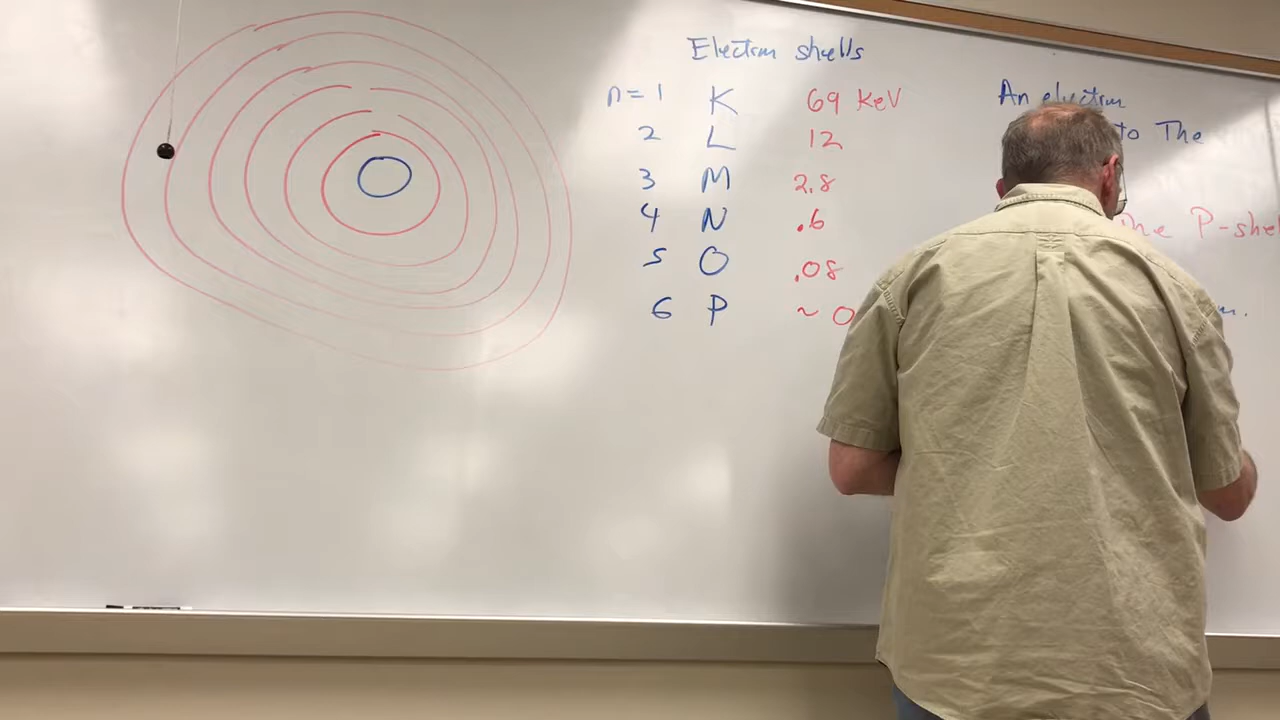 Electron shells
n=1 K 69 KeV
2 L 12
3 M 2.8
4 N .6
5 O .08
6 P ~ 0
An electron
to The
The P-shel